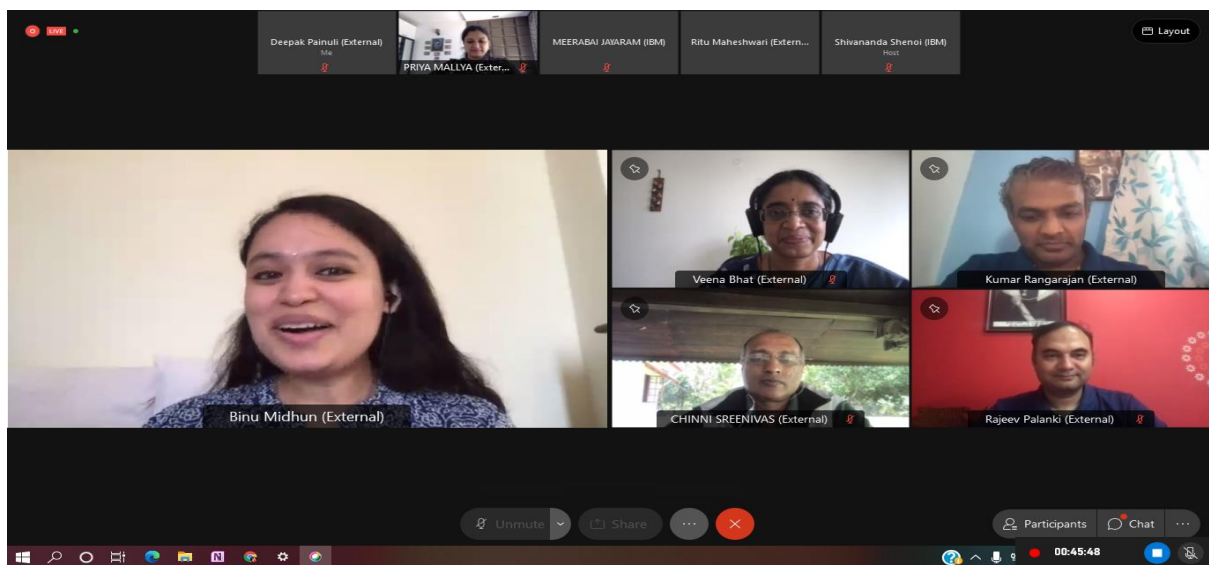 LIVE
Deepak Painuli (External)
Me
PRIYA MALLYA (Exter...
MEERABAI JAYARAM (IBM)
Ritu Maheshwari (Extern...
Shivananda Shenoi (IBM)
Host
Layout
Veena Bhat (External)
Kumar Rangarajan (External)
Binu Midhun (External)
CHINNI SREENIVAS (External)
Rajeev Palanki (External)
Unmute
Share
Participants
Chat
00:45:48